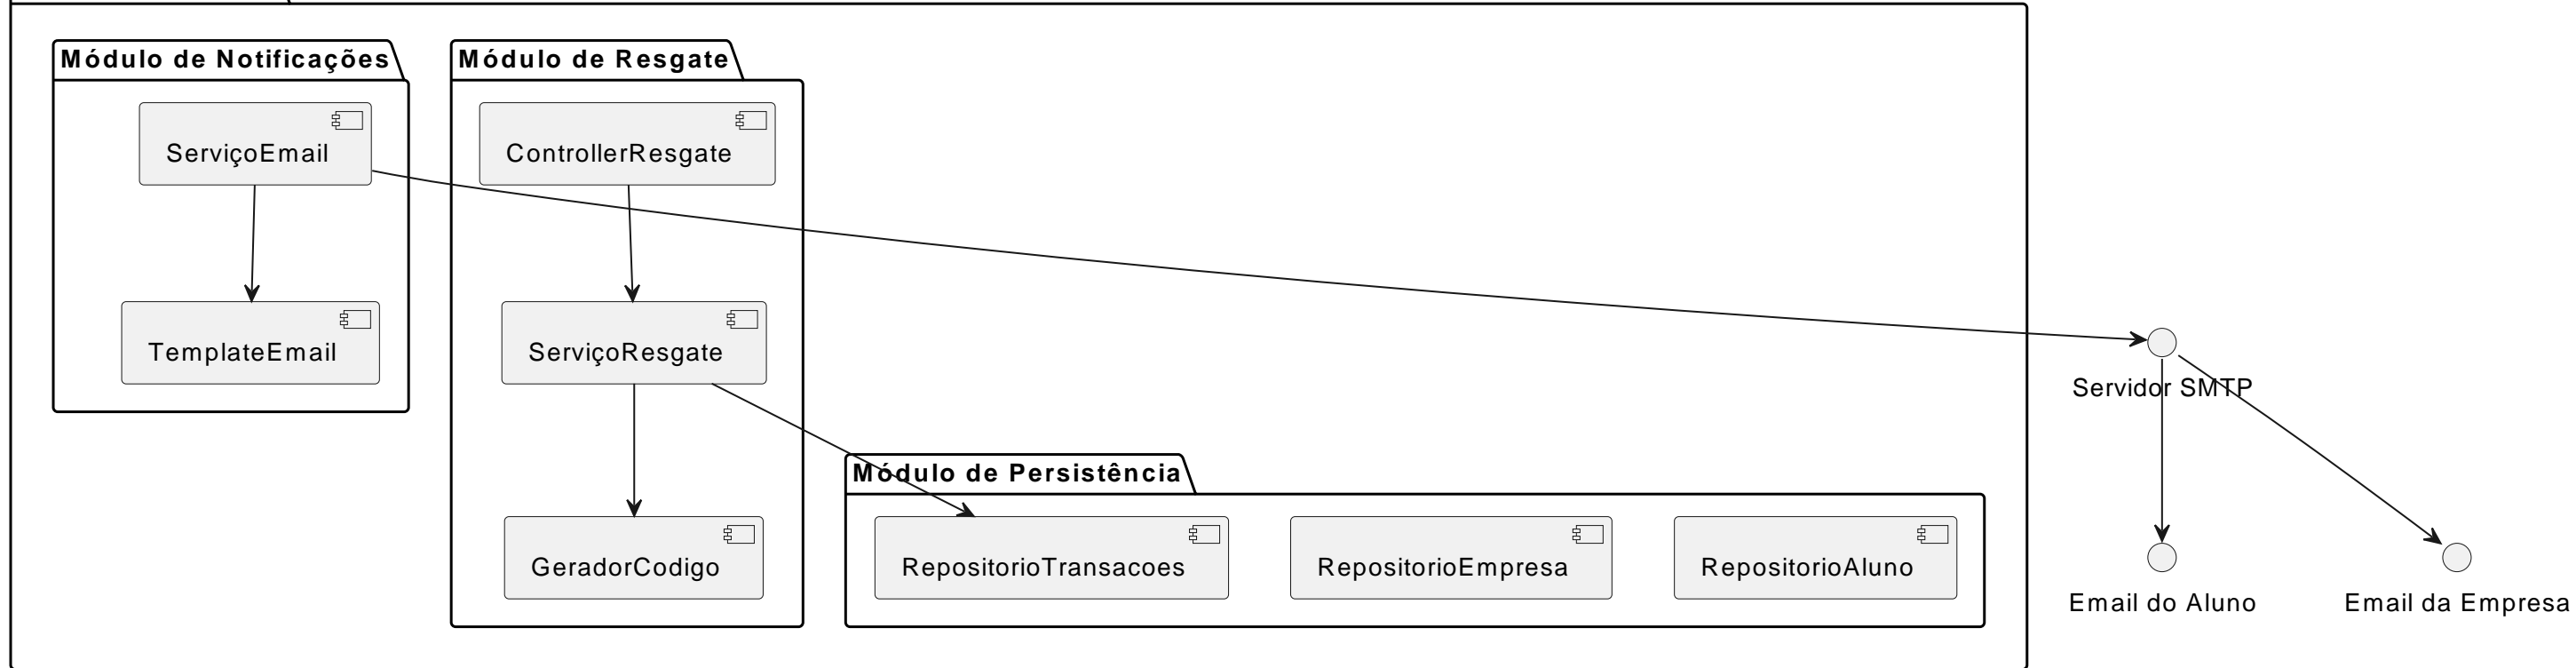 Módulo de Notificações
Módulo de Resgate
ServiçoEmail
ControllerResgate
TemplateEmail
ServiçoResgate
Servidor SMTP
Módulo de Persistência
GeradorCodigo
RepositorioTransacoes
RepositorioEmpresa
RepositorioAluno
Email do Aluno
Email da Empresa